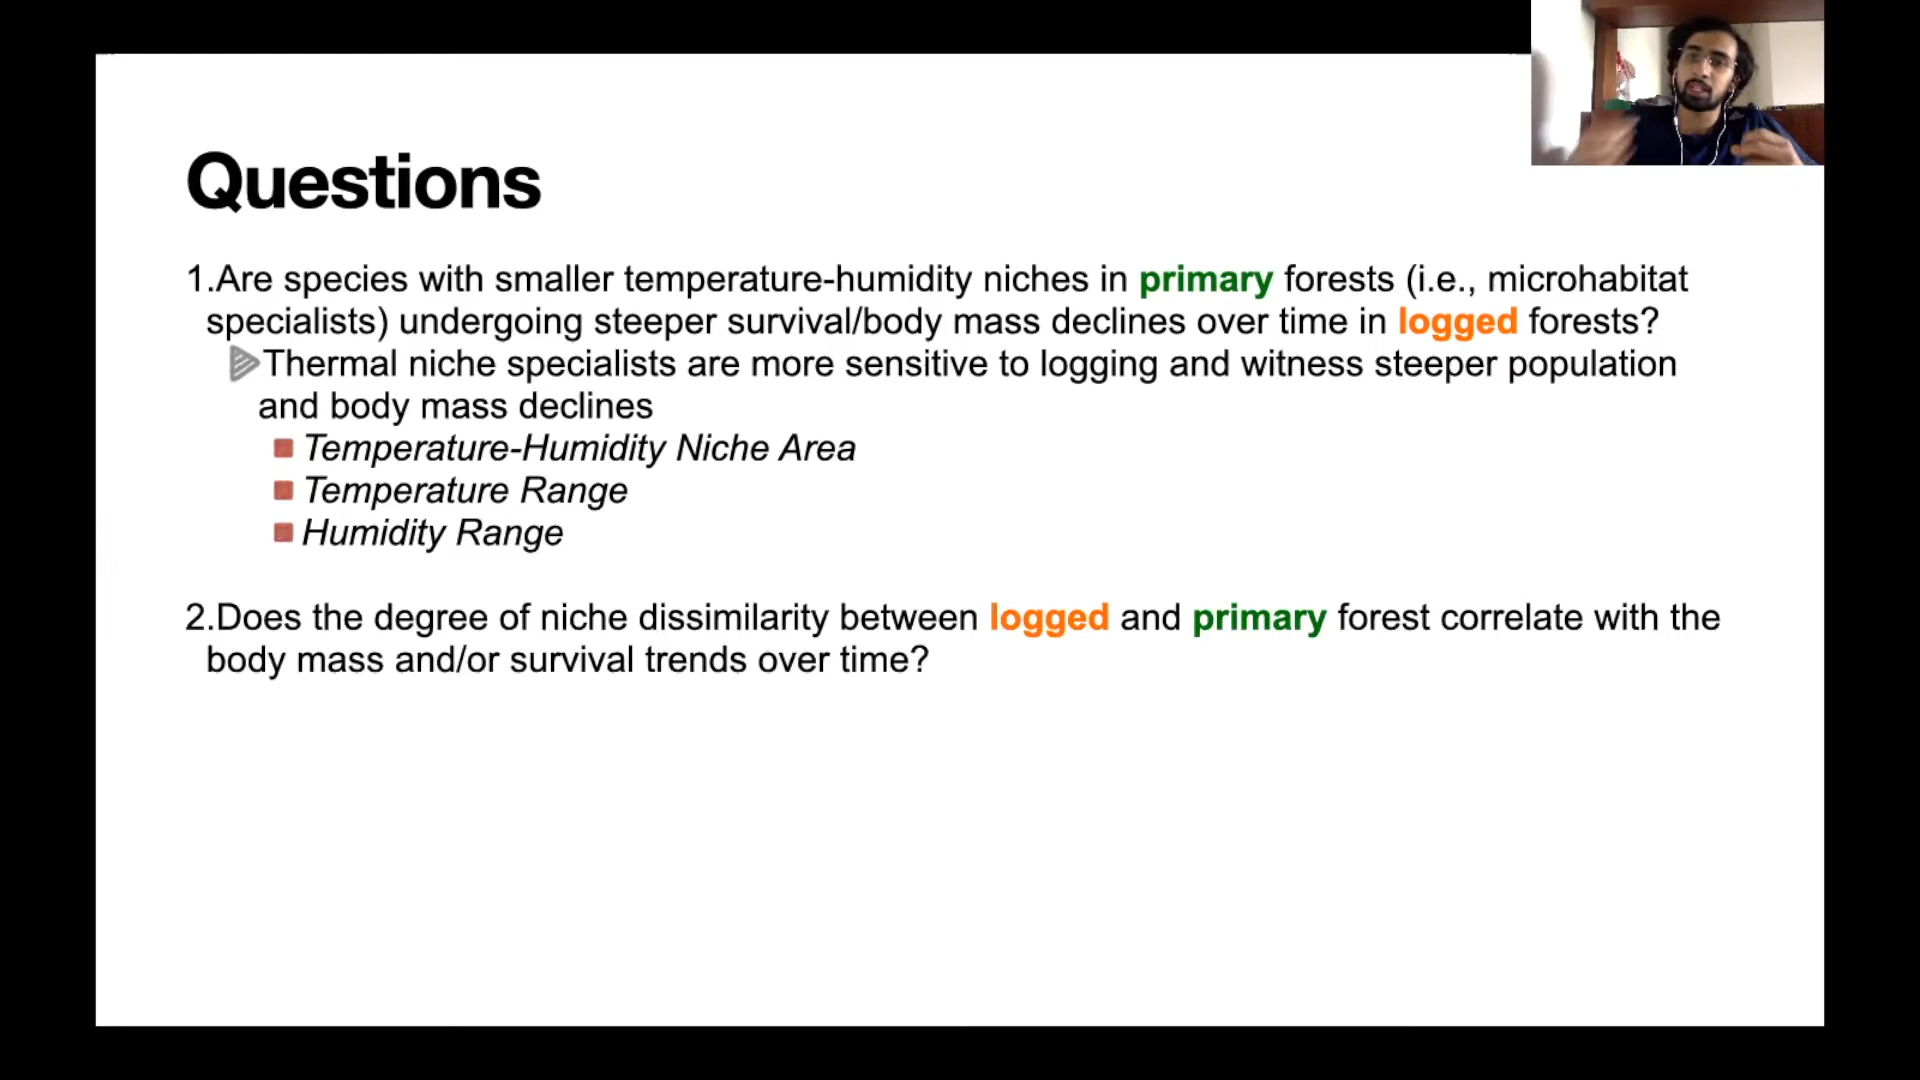 Questions
1.Are species with smaller temperature-humidity niches in primary forests (i.e., microhabitat
specialists) undergoing steeper survival/body mass declines over time in logged forests?
Thermal niche specialists are more sensitive to logging and witness steeper population
and body mass declines
Temperature-Humidity Niche Area
Temperature Range
Humidity Range
2.Does the degree of niche dissimilarity between logged and primary forest correlate with the
body mass and/or survival trends over time?